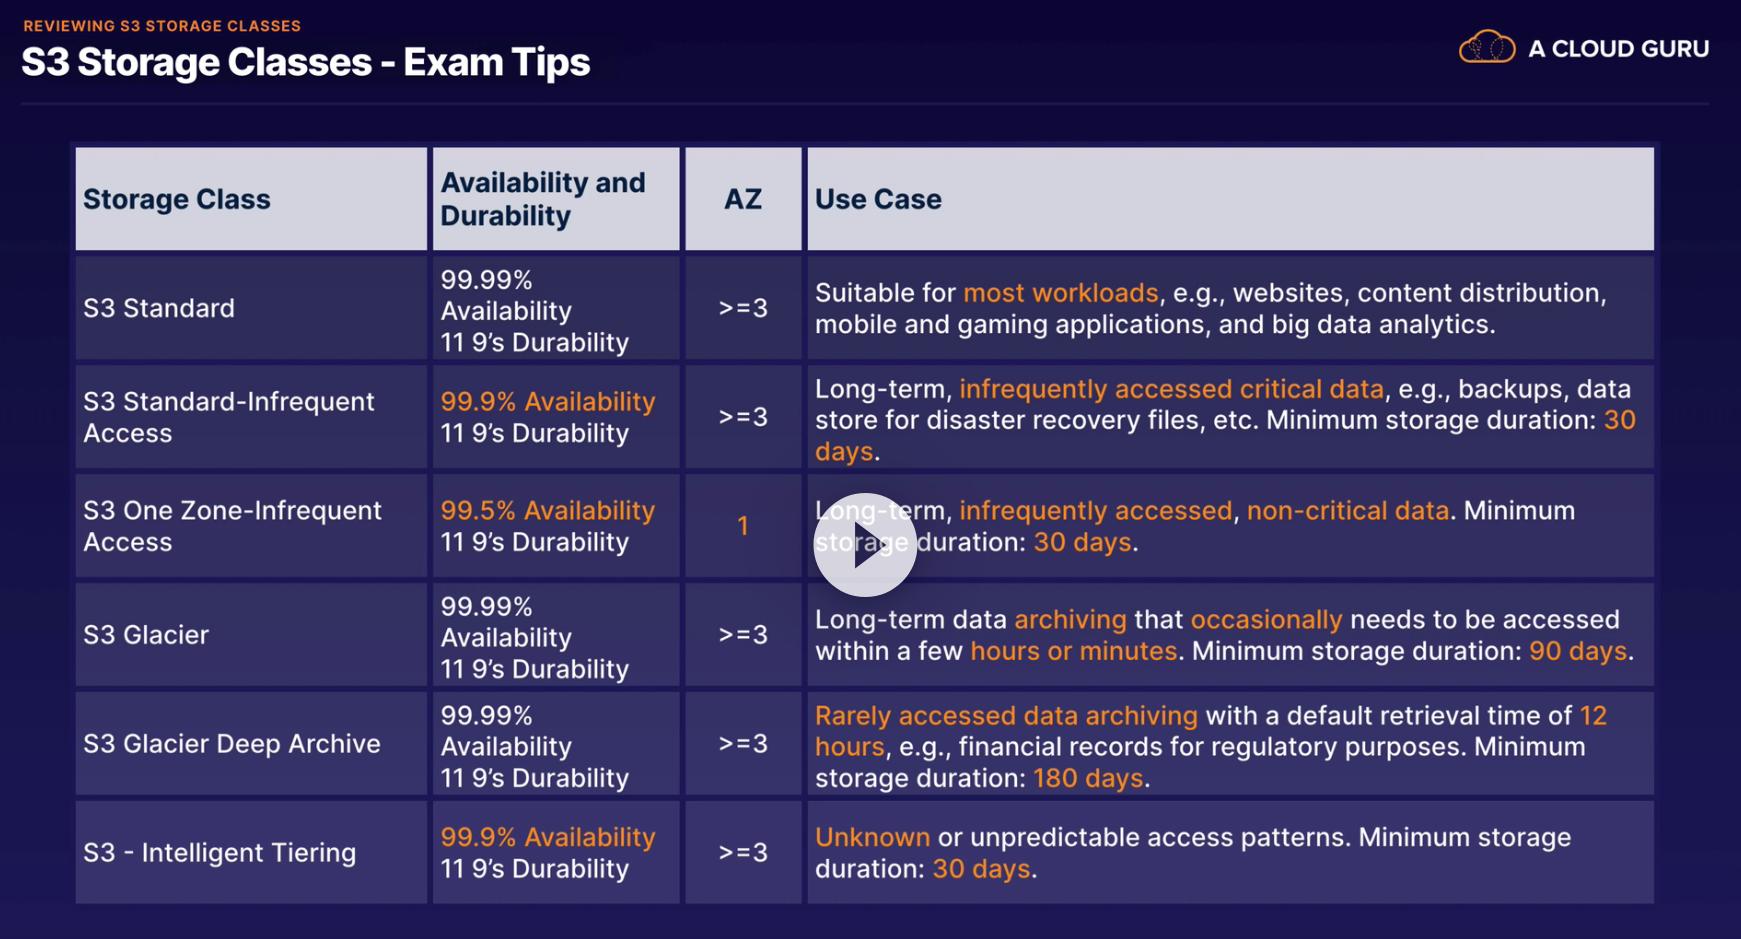 REVIEWING S3 STORAGE CLASSES
S3 Storage Classes - Exam Tips
A CLOUD GURU
Storage Class
Availability and
Durability
AZ
Use Case
S3 Standard
99.99%
Availability
11 9’s Durability
>=3
Suitable for most workloads, e.g., websites, content distribution,
mobile and gaming applications, and big data analytics.
S3 Standard-Infrequent
Access
99.9% Availability
11 9’s Durability
>=3
Long-term, infrequently accessed critical data, e.g., backups, data
store for disaster recovery files, etc. Minimum storage duration: 30
days.
S3 One Zone-Infrequent
Access
99.5% Availability
11 9’s Durability
1
Long-term, infrequently accessed, non-critical data. Minimum
storage duration: 30 days.
S3 Glacier
99.99%
Availability
11 9’s Durability
>=3
Long-term data archiving that occasionally needs to be accessed
within a few hours or minutes. Minimum storage duration: 90 days.
S3 Glacier Deep Archive
99.99%
Availability
11 9’s Durability
>=3
Rarely accessed data archiving with a default retrieval time of 12
hours, e.g., financial records for regulatory purposes. Minimum
storage duration: 180 days.
S3 - Intelligent Tiering
99.9% Availability
11 9’s Durability
>=3
Unknown or unpredictable access patterns. Minimum storage
duration: 30 days.